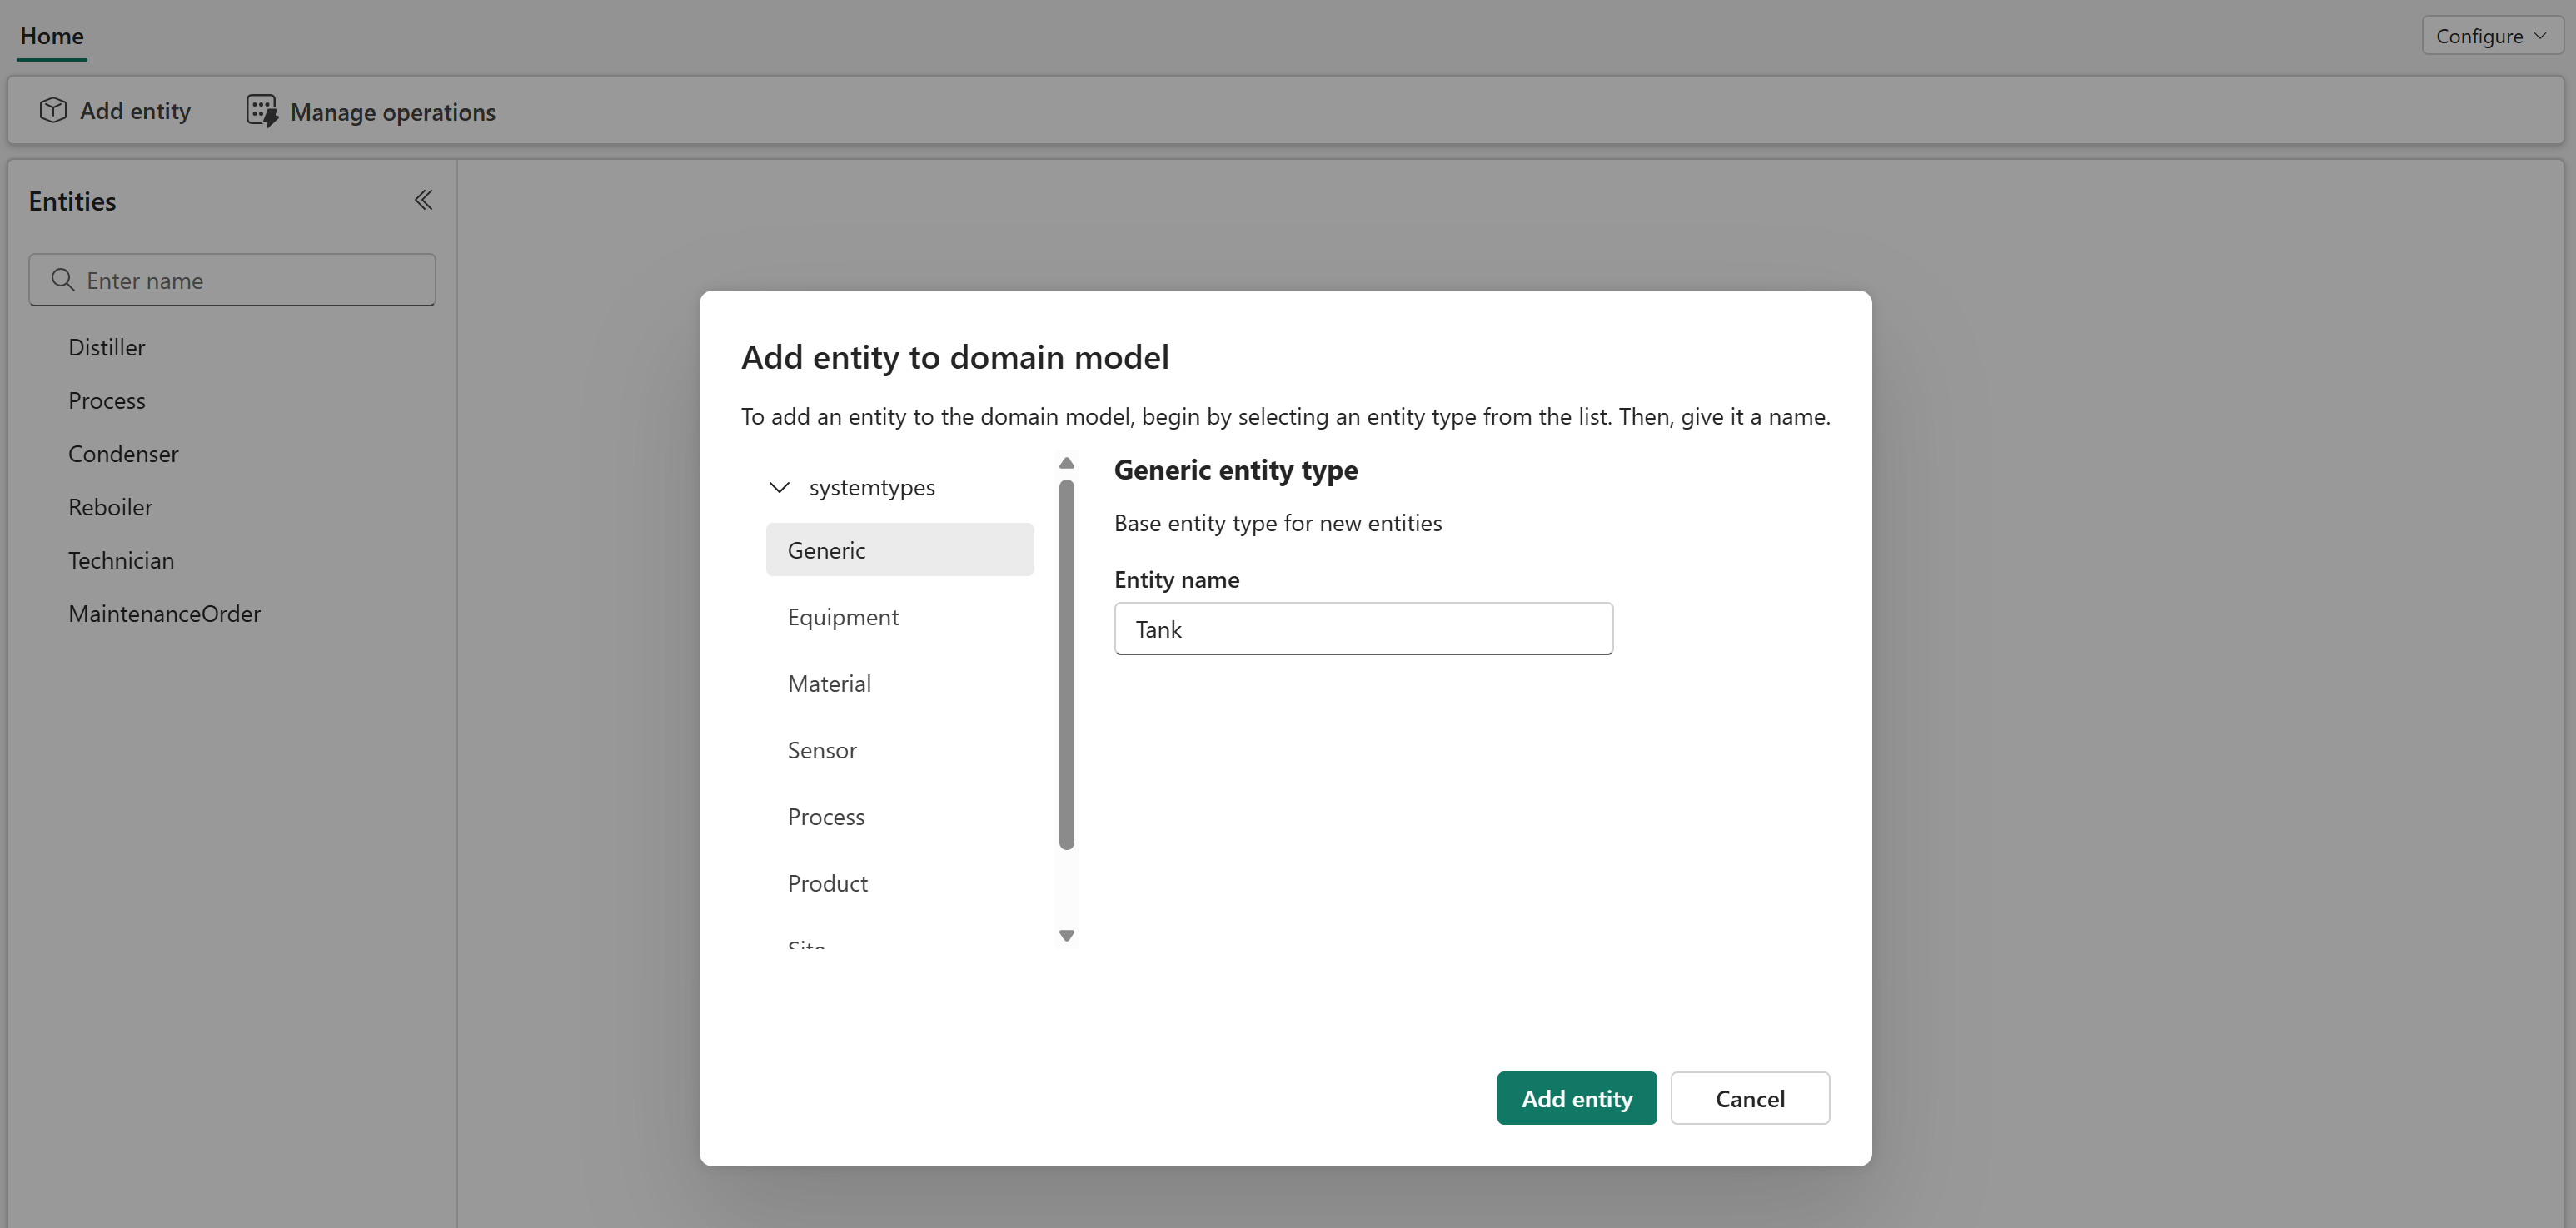 Home
Configure
Add entity
Manage operations
Entities
Enter name
Distiller
Process
Condenser
Reboiler
Technician
MaintenanceOrder
Add entity to domain model
To add an entity to the domain model, begin by selecting an entity type from the list. Then, give it a name.
systemtypes
Generic
Equipment
Material
Sensor
Process
Product
Site
Generic entity type
Base entity type for new entities
Entity name
Tank
Add entity
Cancel